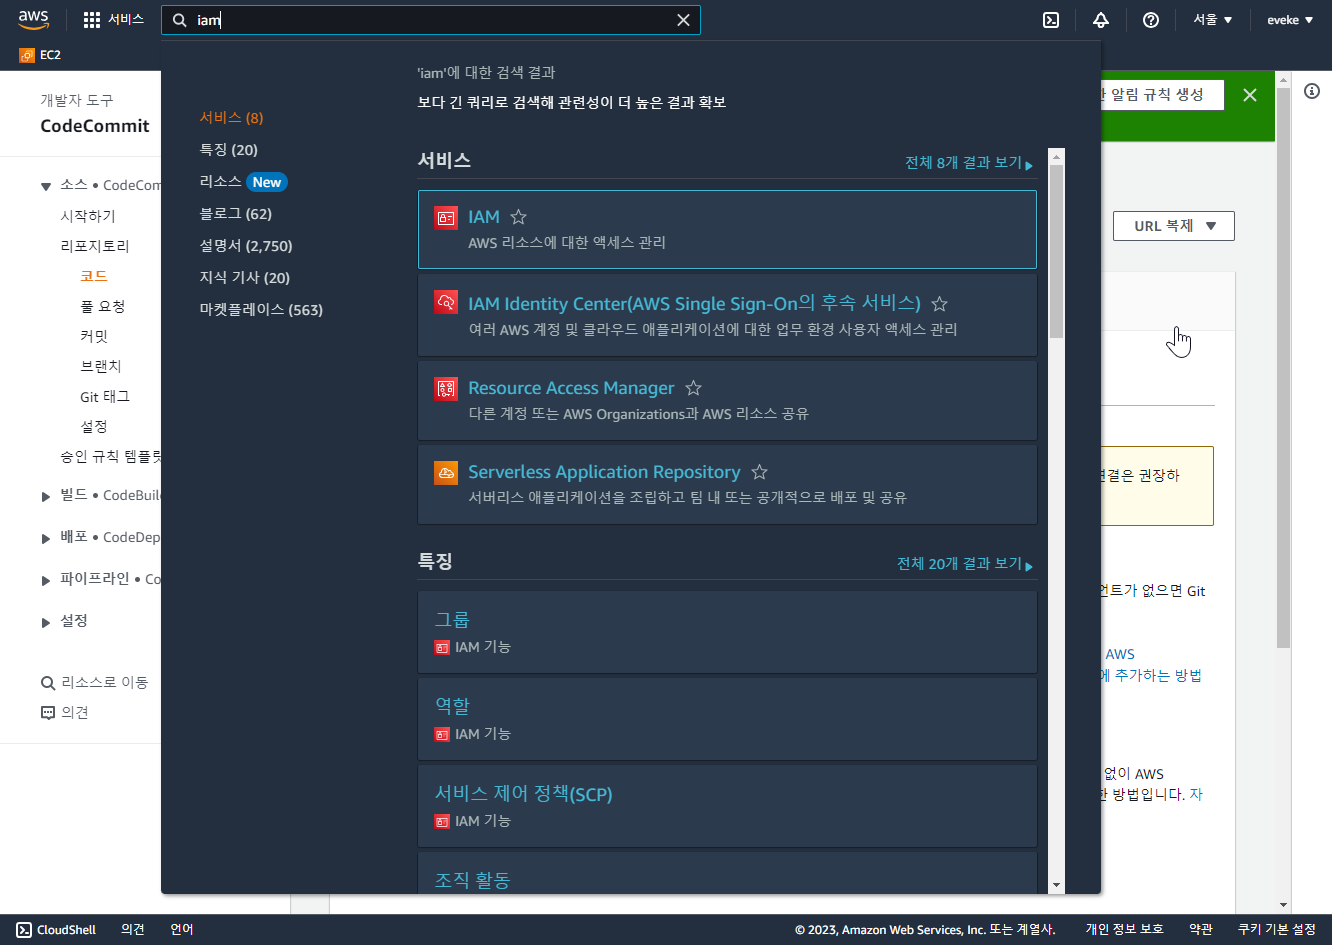 aws
서비스
iam
서울 ▼
eveke ▼
EC2
개발자 도구
CodeCommit
소스 • CodeCom
시작하기
리포지토리
코드
풀 요청
커밋
브랜치
Git 태그
설정
승인 규칙 템플릿
빌드 • CodeBuil
배포 • CodeDep
파이프라인 • Co
설정
리소스로 이동
의견
'iam'에 대한 검색 결과
보다 긴 쿼리로 검색해 관련성이 더 높은 결과 확보
서비스 (8)
특징 (20)
리소스 New
블로그 (62)
설명서 (2,750)
지식 기사 (20)
마켓플레이스 (563)
서비스
전체 8개 결과 보기
IAM
AWS 리소스에 대한 액세스 관리
IAM Identity Center(AWS Single Sign-On의 후속 서비스)
여러 AWS 계정 및 클라우드 애플리케이션에 대한 업무 환경 사용자 액세스 관리
Resource Access Manager
다른 계정 또는 AWS Organizations과 AWS 리소스 공유
Serverless Application Repository
서버리스 애플리케이션을 조립하고 팀 내 또는 공개적으로 배포 및 공유
특징
전체 20개 결과 보기
그룹
IAM 기능
역할
IAM 기능
서비스 제어 정책(SCP)
IAM 기능
조직 활동
알림 규칙 생성
URL 복제 ▼
권장하
없으면 Git
AWS
에 추가하는 방법
없이 AWS
방법입니다. 자
CloudShell
의견
언어
© 2023, Amazon Web Services, Inc. 또는 계열사.
개인 정보 보호
약관
쿠키 기본 설정